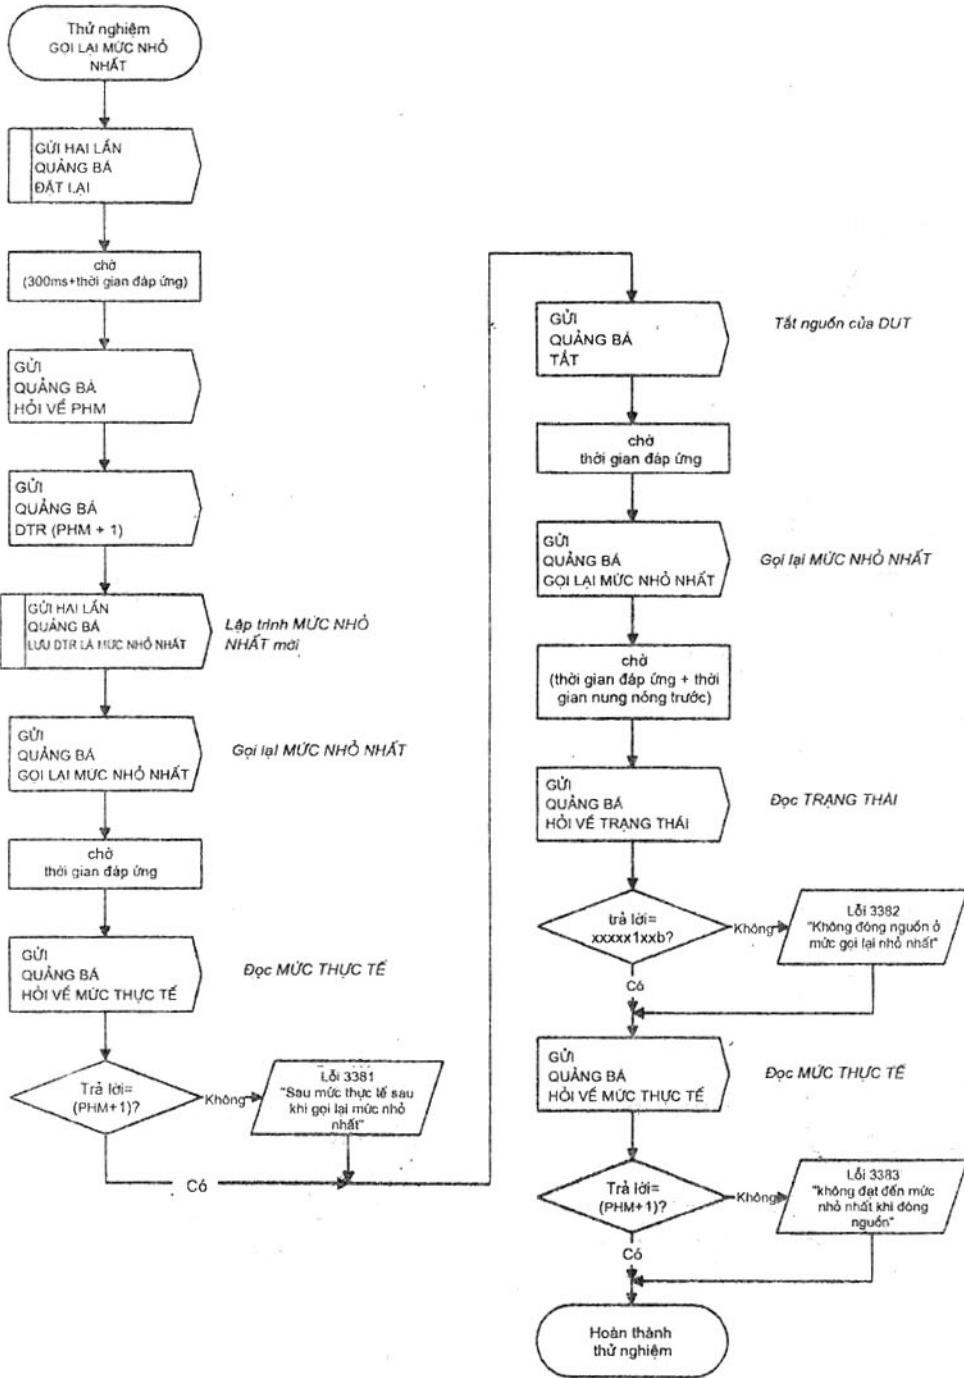 Thử nghiệm
GỌI LẠI MỨC NHỎ
NHẤT
GỬI HAI LẦN
QUẢNG BÁ
ĐẶT LẠI
chờ
(300ms+thời gian đáp ứng)
GỬI
QUẢNG BÁ
HỎI VỀ PHM
GỬI
QUẢNG BÁ
DTR (PHM + 1)
GỬI HAI LẦN
QUẢNG BÁ
LƯU DTR LÀ MỨC NHỎ NHẤT
Lập trình MỨC NHỎ
NHẤT mới
GỬI
QUẢNG BÁ
GỌI LẠI MỨC NHỎ NHẤT
Gọi lại MỨC NHỎ NHẤT
chờ
thời gian đáp ứng
GỬI
QUẢNG BÁ
HỎI VỀ MỨC THỰC TẾ
Đọc MỨC THỰC TẾ
Trả lời=
(PHM+1)?
Không
Lỗi 3381
"Sau mức thực tế sau
khi gọi lại mức nhỏ
nhất"
Có
GỬI
QUẢNG BÁ
TẮT
Tắt nguồn của DUT
chờ
thời gian đáp ứng
GỬI
QUẢNG BÁ
GỌI LẠI MỨC NHỎ NHẤT
Gọi lại MỨC NHỎ NHẤT
chờ
(thời gian đáp ứng + thời
gian nung nóng trước)
GỬI
QUẢNG BÁ
HỎI VỀ TRẠNG THÁI
Đọc TRẠNG THÁI
trả lời=
xxxxx1xxb?
Không
Lỗi 3382
"Không đóng nguồn ở
mức gọi lại nhỏ nhất"
Có
GỬI
QUẢNG BÁ
HỎI VỀ MỨC THỰC TẾ
Đọc MỨC THỰC TẾ
Trả lời=
(PHM+1)?
Không
Lỗi 3383
"không đạt đến mức
nhỏ nhất khi đóng
nguồn"
Có
Hoàn thành
thử nghiệm